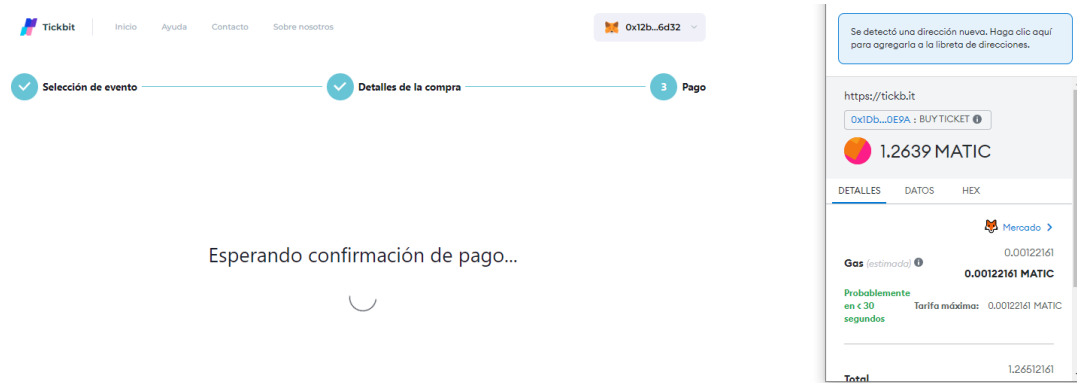 Tickbit
Inicio
Ayuda
Contacto
Sobre nosotros
0x12b...6d32
Selección de evento
Detalles de la compra
3
Pago
Esperando confirmación de pago...
Se detectó una dirección nueva. Haga clic aquí
para agregarla a la libreta de direcciones.
https://tickb.it
0x1Db...0E9A : BUY TICKET
1.2639 MATIC
DETALLES
DATOS
HEX
Mercado >
Gas (estimado)
0.00122161
0.00122161 MATIC
Probablemente
en < 30
segundos
Tarifa máxima: 0.00122161 MATIC
Total
1.26512161